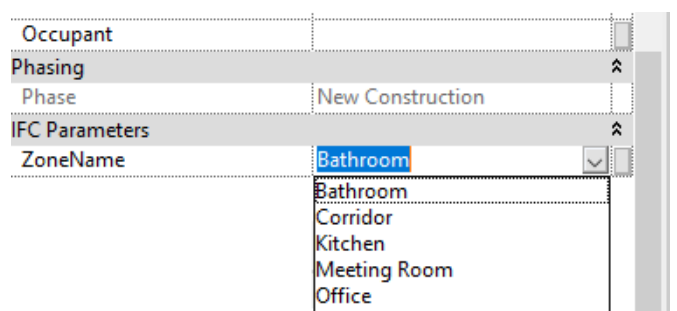 Occupant
Phasing
Phase New Construction
IFC Parameters
ZoneName Bathroom
Bathroom
Corridor
Kitchen
Meeting Room
Office